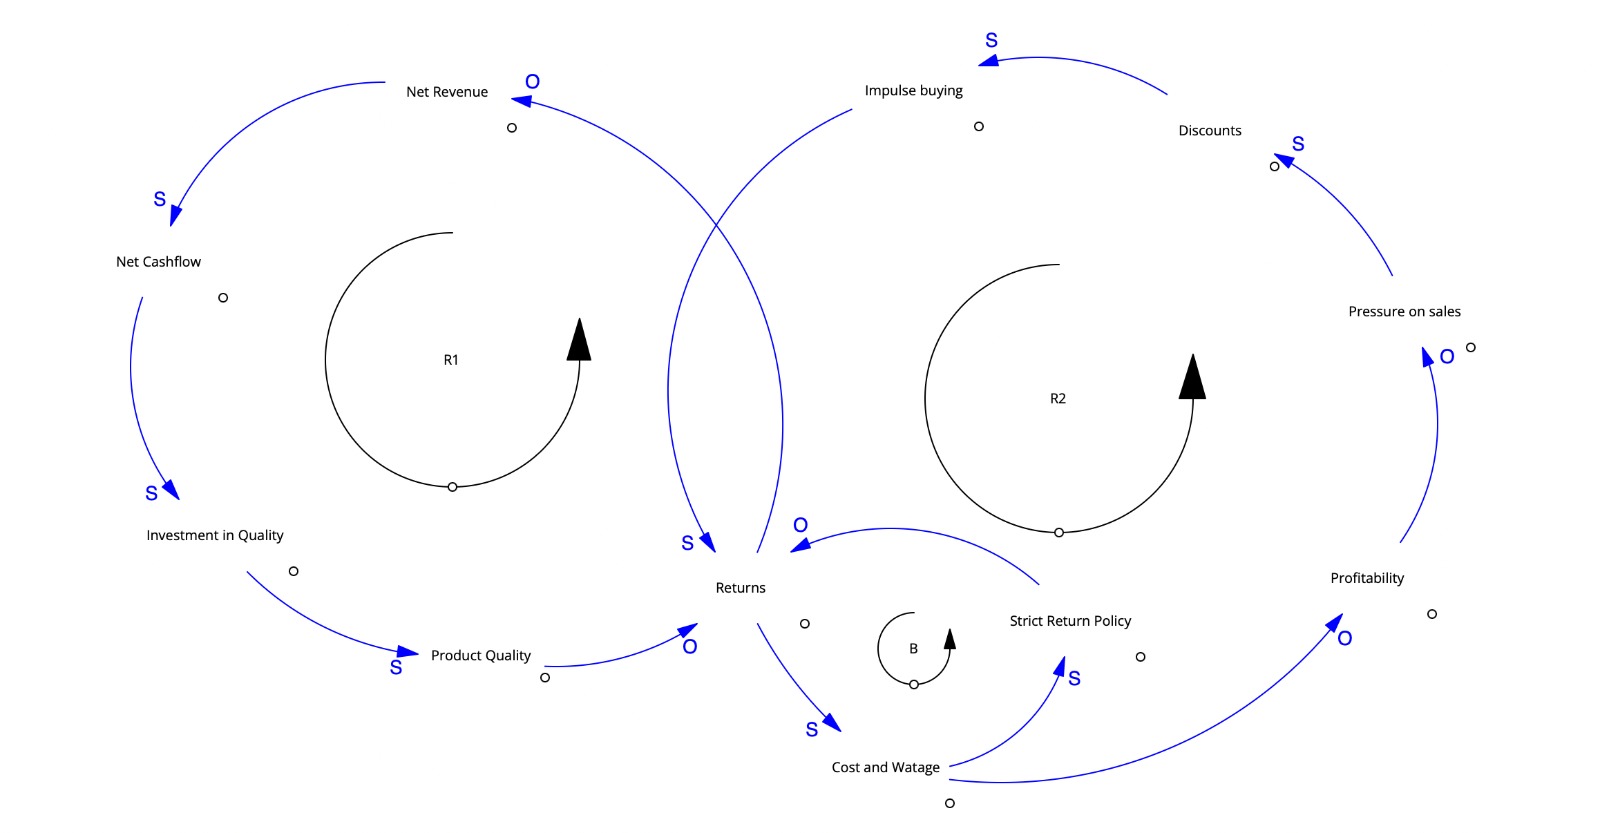 S
Impulse buying
O
Net Revenue
Discounts
S
S
Net Cashflow
Pressure on sales
O
R1
R2
S
Investment in Quality
S
O
Returns
Profitability
Strict Return Policy
O
O
B
Product Quality
S
S
S
Cost and Watage